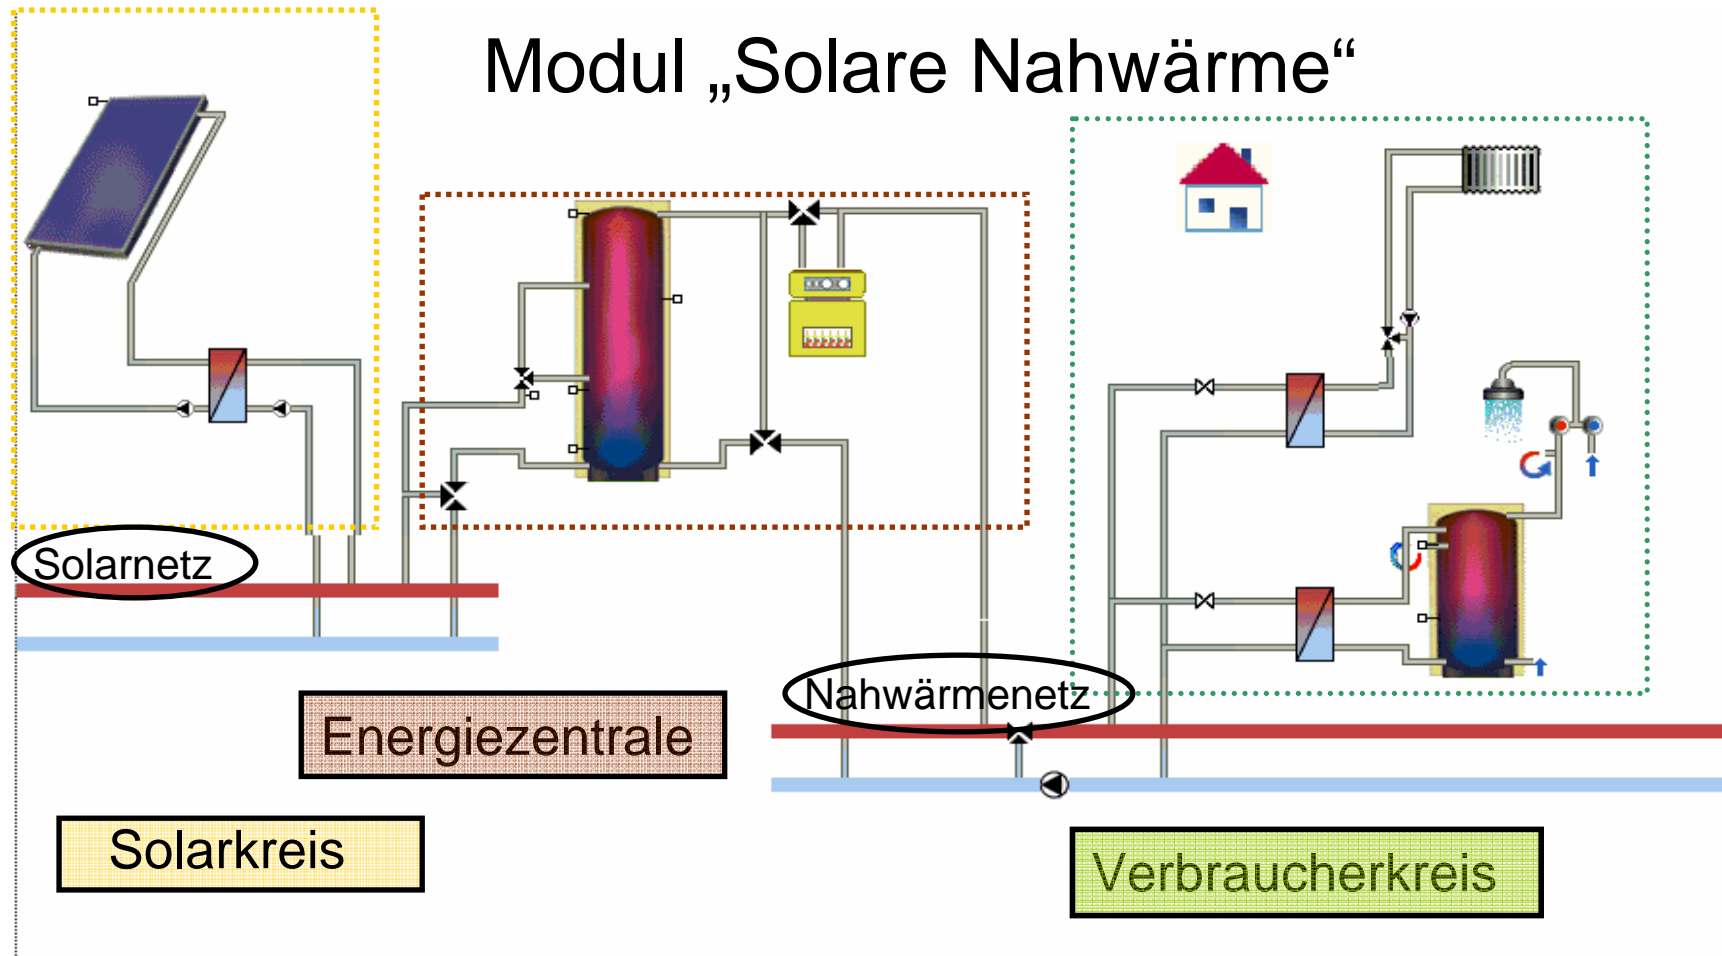 Modul „Solare Nahwärme“
Solarnetz
Nahwärmenetz
Energiezentrale
Solarkreis
Verbraucherkreis